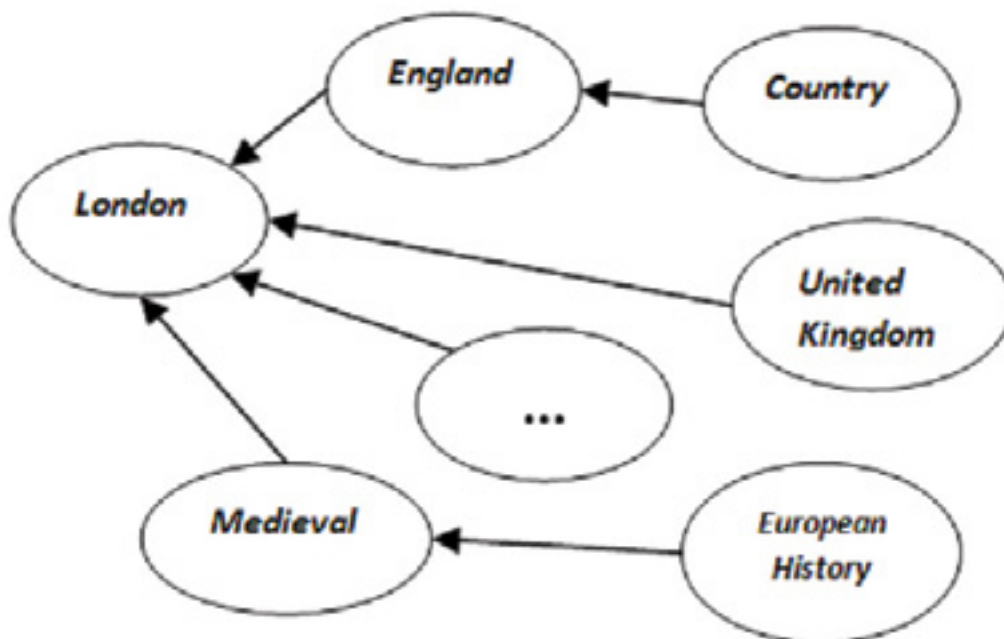 England
Country
London
United
Kingdom
...
Medieval
European
History